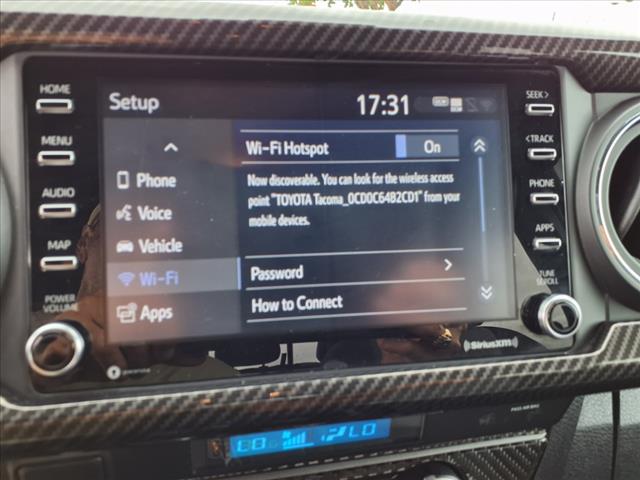 HOME
MENU
AUDIO
MAP
POWER
VOLUME
Setup
17:31
Phone
Voice
Vehicle
Wi-Fi
Apps
Wi-Fi Hotspot On
Now discoverable. You can look for the wireless access
point "TOYOTA Tacoma_0CD0C64B2CD1" from your
mobile devices.
Password
How to Connect
SEEK>
<TRACK
PHONE
APPS
TUNE
SCROLL
SiriusXM
LO